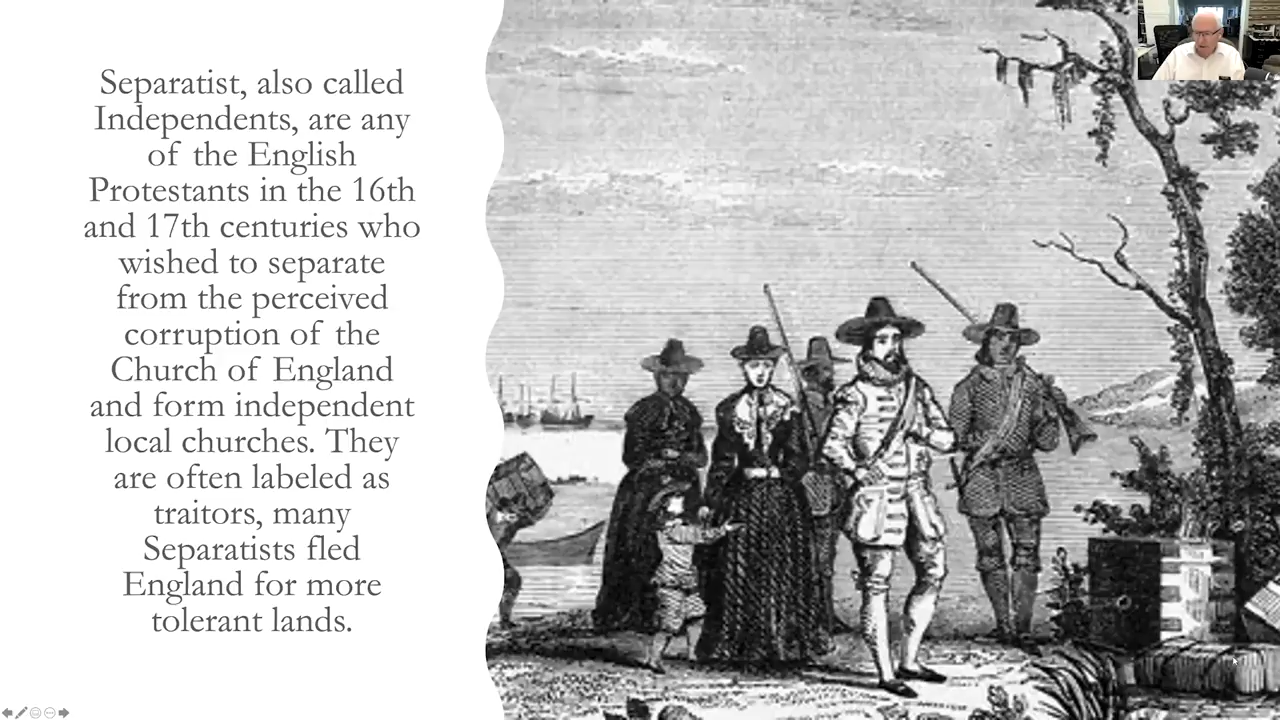 Separatist, also called
Independents, are any
of the English
Protestants in the 16th
and 17th centuries who
wished to separate
from the perceived
corruption of the
Church of England
and form independent
local churches. They
are often labeled as
traitors, many
Separatists fled
England for more
tolerant lands.